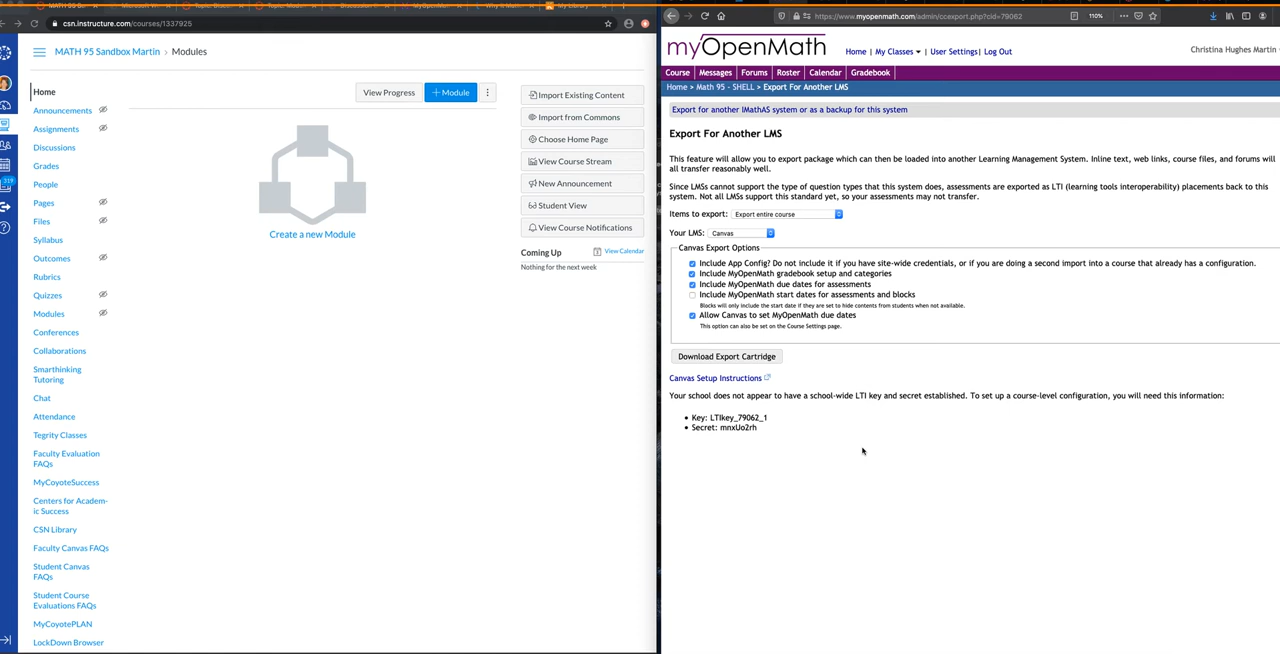 csn.instructure.com/courses/1337925
MATH 95 Sandbox Martin › Modules
Home
Announcements
Assignments
Discussions
Grades
People
Pages
Files
Syllabus
Outcomes
Rubrics
Quizzes
Modules
Conferences
Collaborations
Smarthinking
Tutoring
Chat
Attendance
Tegrity Classes
Faculty Evaluation
FAQs
MyCoyoteSuccess
Centers for Academ-
ic Success
CSN Library
Faculty Canvas FAQs
Student Canvas
FAQs
Student Course
Evaluations FAQs
MyCoyotePLAN
LockDown Browser
319
View Progress
+ Module
Create a new Module
Import Existing Content
Import from Commons
Choose Home Page
View Course Stream
New Announcement
Student View
View Course Notifications
Coming Up
View Calendar
Nothing for the next week
https://www.myopenmath.com/admin/ccexport.php?cid=79062
110%
myOpenMath
Home | My Classes | User Settings | Log Out
Christina Hughes Martin
Course Messages Forums Roster Calendar Gradebook
Home > Math 95 - SHELL > Export For Another LMS
Export for another IMathAS system or as a backup for this system
Export For Another LMS
This feature will allow you to export package which can then be loaded into another Learning Management System. Inline text, web links, course files, and forums will
all transfer reasonably well.
Since LMSs cannot support the type of question types that this system does, assessments are exported as LTI (learning tools interoperability) placements back to this
system. Not all LMSs support this standard yet, so your assessments may not transfer.
Items to export: Export entire course
Your LMS: Canvas
Canvas Export Options
Include App Config? Do not include it if you have site-wide credentials, or if you are doing a second import into a course that already has a configuration.
Include MyOpenMath gradebook setup and categories
Include MyOpenMath due dates for assessments
Include MyOpenMath start dates for assessments and blocks
Blocks will only include the start date if they are set to hide contents from students when not available.
Allow Canvas to set MyOpenMath due dates
This option can also be set on the Course Settings page.
Download Export Cartridge
Canvas Setup Instructions
Your school does not appear to have a school-wide LTI key and secret established. To set up a course-level configuration, you will need this information:
• Key: LTIkey_79062_1
• Secret: mnxUo2rh